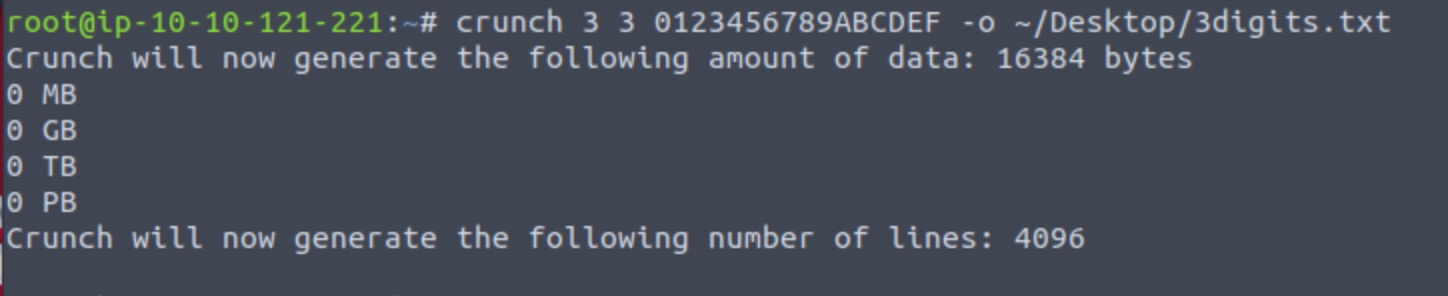 root@ip-10-10-121-221:~# crunch 3 3 0123456789ABCDEF -o ~/Desktop/3digits.txt
Crunch will now generate the following amount of data: 16384 bytes
0 MB
0 GB
0 TB
0 PB
Crunch will now generate the following number of lines: 4096